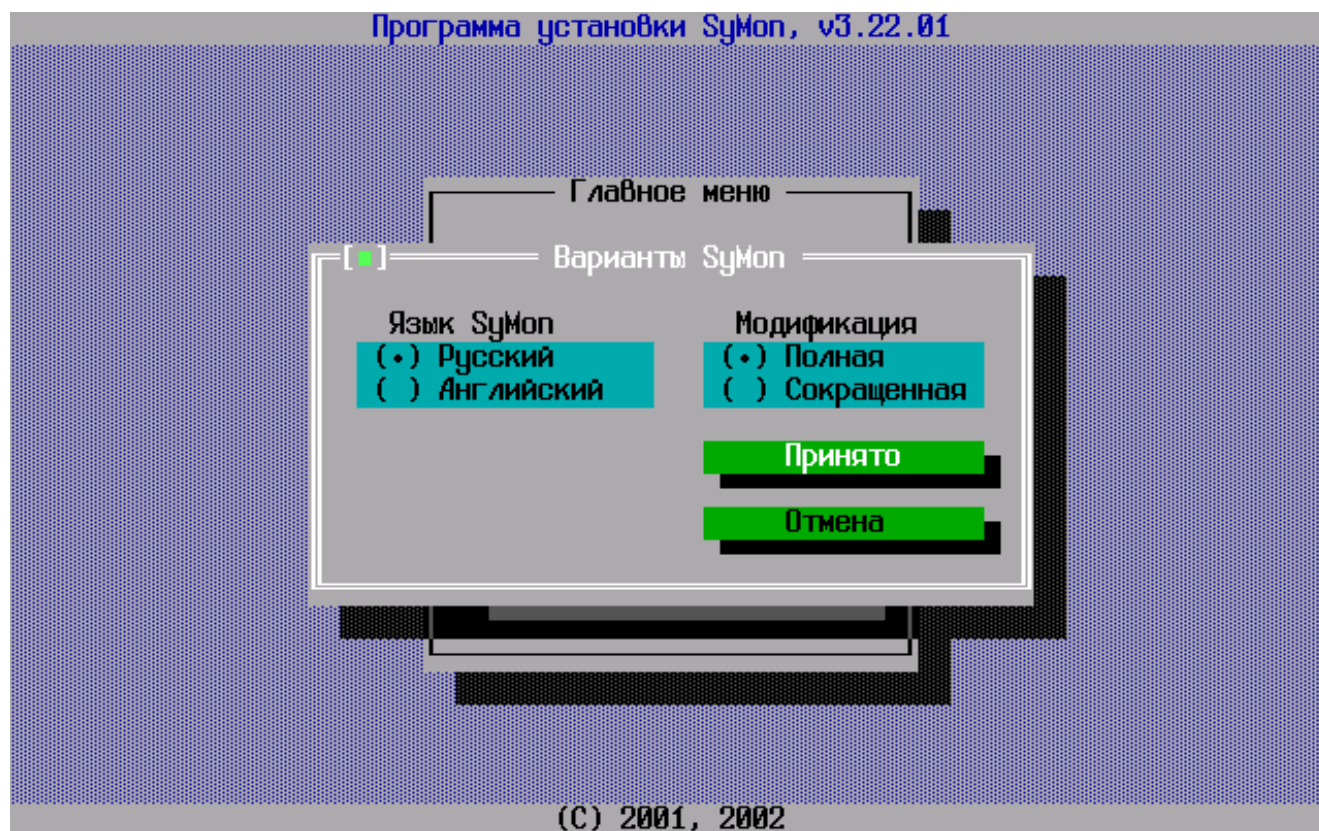 Программа установки SyMon, v3.22.01
Главное меню
[■] Варианты SyMon
Язык SyMon
(•) Русский
( ) Английский
Модификация
(•) Полная
( ) Сокращенная
Принято
Отмена
(C) 2001, 2002